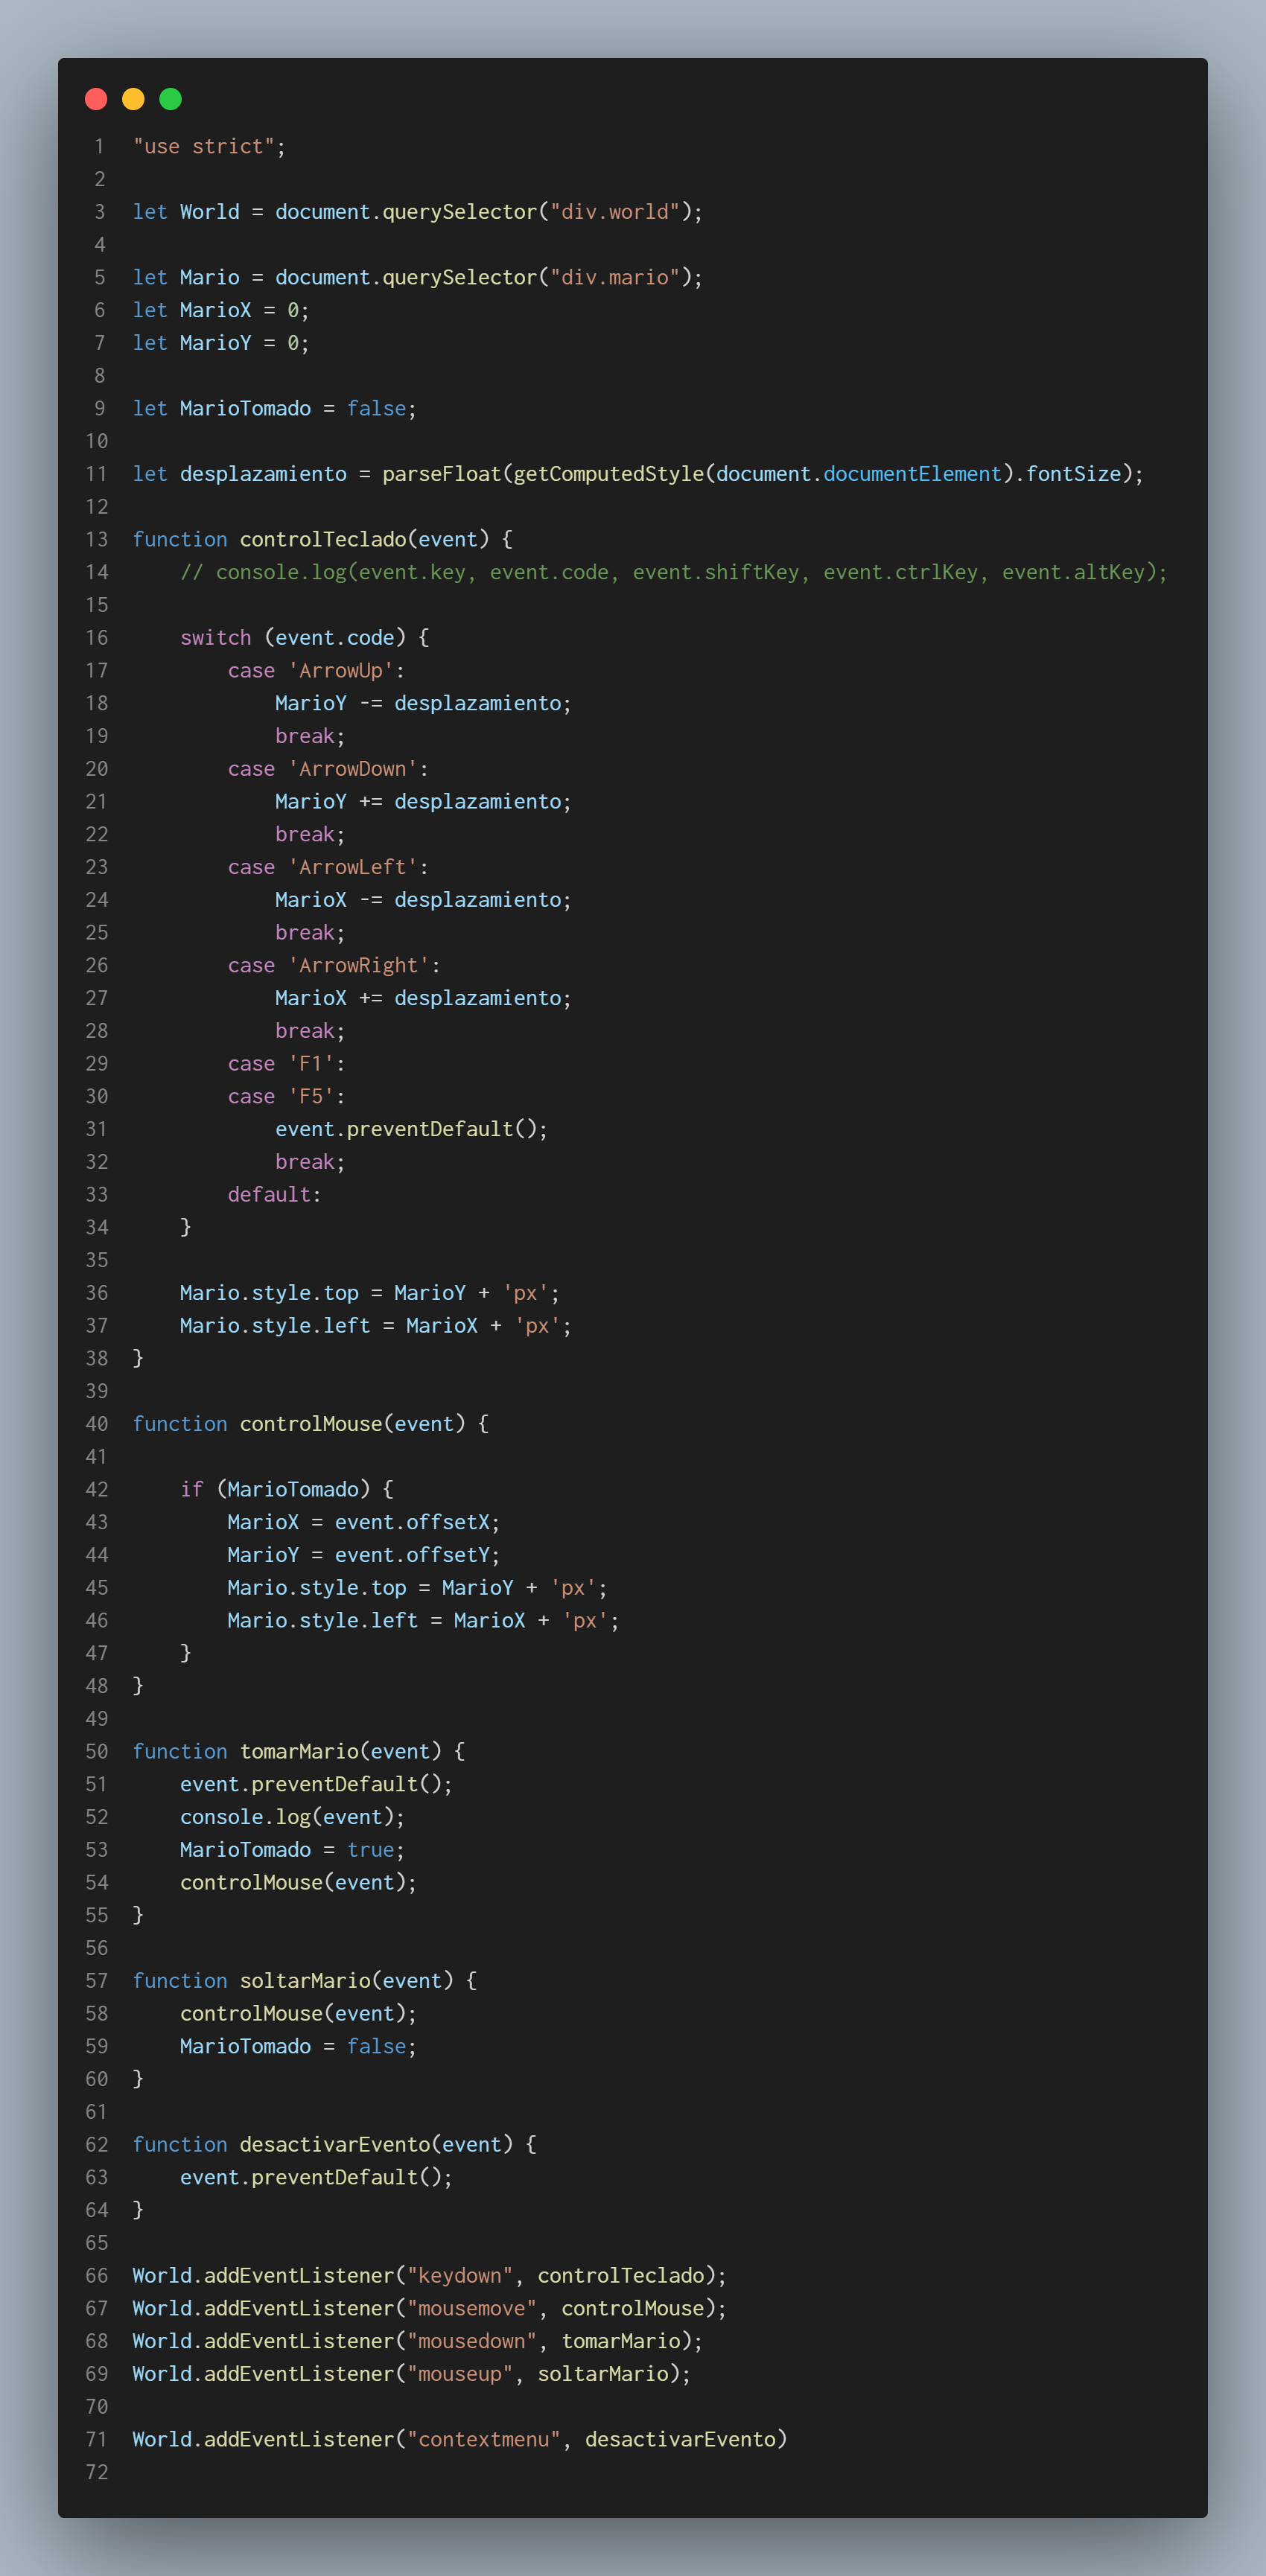 1 "use strict";
2
3 let World = document.querySelector("div.world");
4
5 let Mario = document.querySelector("div.mario");
6 let MarioX = 0;
7 let MarioY = 0;
8
9 let MarioTomado = false;
10
11 let desplazamiento = parseFloat(getComputedStyle(document.documentElement).fontSize);
12
13 function controlTeclado(event) {
14     // console.log(event.key, event.code, event.shiftKey, event.ctrlKey, event.altKey);
15
16     switch (event.code) {
17         case 'ArrowUp':
18             MarioY -= desplazamiento;
19             break;
20         case 'ArrowDown':
21             MarioY += desplazamiento;
22             break;
23         case 'ArrowLeft':
24             MarioX -= desplazamiento;
25             break;
26         case 'ArrowRight':
27             MarioX += desplazamiento;
28             break;
29         case 'F1':
30         case 'F5':
31             event.preventDefault();
32             break;
33         default:
34     }
35
36     Mario.style.top = MarioY + 'px';
37     Mario.style.left = MarioX + 'px';
38 }
39
40 function controlMouse(event) {
41
42     if (MarioTomado) {
43         MarioX = event.offsetX;
44         MarioY = event.offsetY;
45         Mario.style.top = MarioY + 'px';
46         Mario.style.left = MarioX + 'px';
47     }
48 }
49
50 function tomarMario(event) {
51     event.preventDefault();
52     console.log(event);
53     MarioTomado = true;
54     controlMouse(event);
55 }
56
57 function soltarMario(event) {
58     controlMouse(event);
59     MarioTomado = false;
60 }
61
62 function desactivarEvento(event) {
63     event.preventDefault();
64 }
65
66 World.addEventListener("keydown", controlTeclado);
67 World.addEventListener("mousemove", controlMouse);
68 World.addEventListener("mousedown", tomarMario);
69 World.addEventListener("mouseup", soltarMario);
70
71 World.addEventListener("contextmenu", desactivarEvento)
72